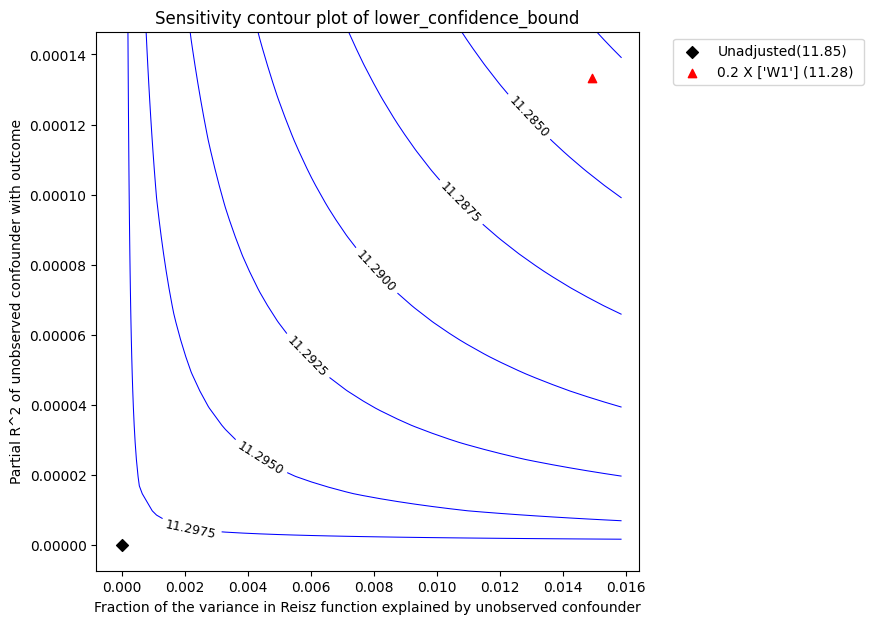 Sensitivity contour plot of lower_confidence_bound
Unadjusted(11.85)
0.2 X ['W1'] (11.28)
Partial R^2 of unobserved confounder with outcome
0.00014
0.00012
0.00010
0.00008
0.00006
0.00004
0.00002
0.00000
11.2850
11.2875
11.2900
11.2925
11.2950
11.2975
0.000 0.002 0.004 0.006 0.008 0.010 0.012 0.014 0.016
Fraction of the variance in Reisz function explained by unobserved confounder